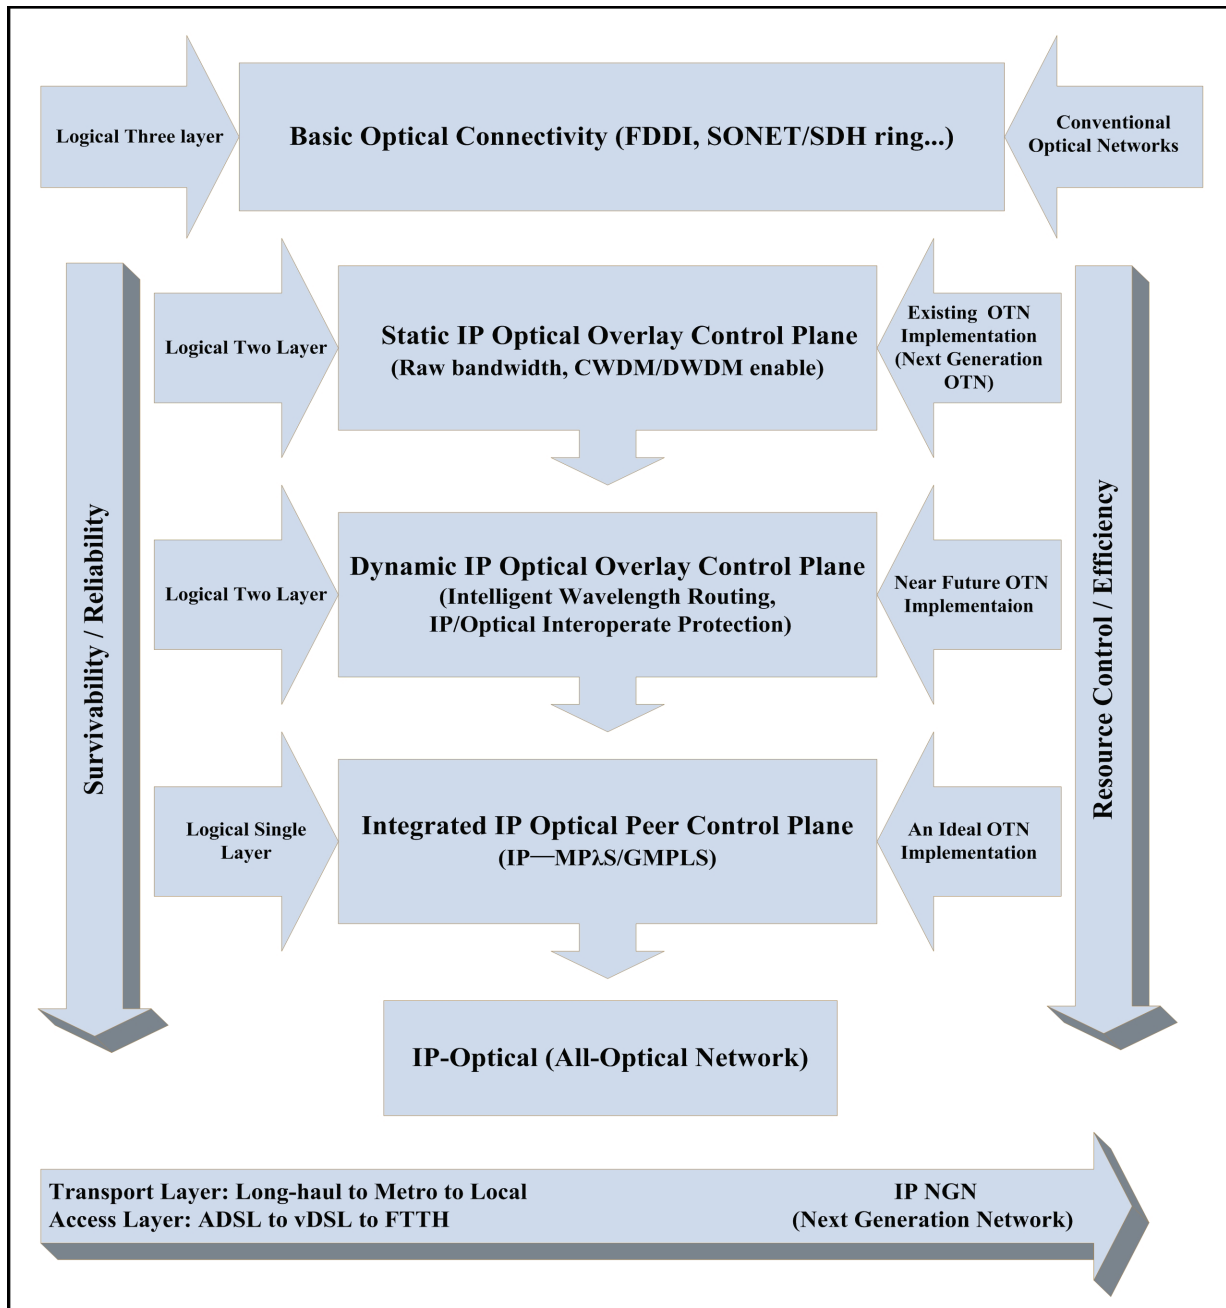 Logical Three layer
Basic Optical Connectivity (FDDI, SONET/SDH ring...)
Conventional
Optical Networks
Logical Two Layer
Static IP Optical Overlay Control Plane
(Raw bandwidth, CWDM/DWDM enable)
Existing OTN
Implementation
(Next Generation
OTN)
Survivability / Reliability
Resource Control / Efficiency
Logical Two Layer
Dynamic IP Optical Overlay Control Plane
(Intelligent Wavelength Routing,
IP/Optical Interoperate Protection)
Near Future OTN
Implementaion
Logical Single
Layer
Integrated IP Optical Peer Control Plane
(IP—MPλS/GMPLS)
An Ideal OTN
Implementation
IP-Optical (All-Optical Network)
Transport Layer: Long-haul to Metro to Local
Access Layer: ADSL to vDSL to FTTH
IP NGN
(Next Generation Network)